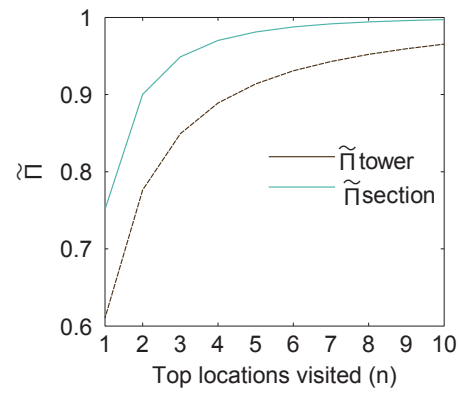 1
0.9
0.8
0.7
0.6
Π̃
Π̃ tower
Π̃ section
1 2 3 4 5 6 7 8 9 10
Top locations visited (n)